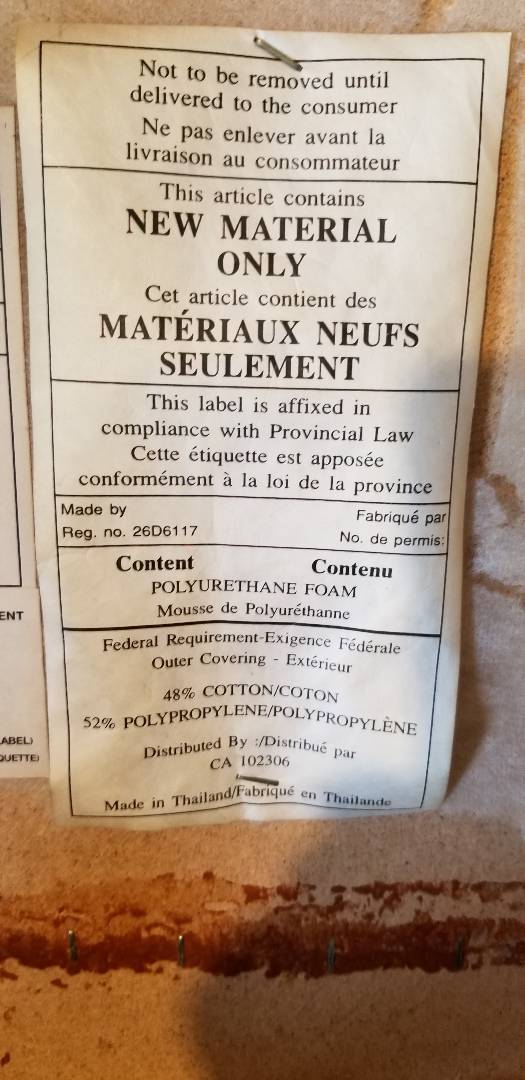 Not to be removed until
delivered to the consumer
Ne pas enlever avant la
livraison au consommateur
This article contains
NEW MATERIAL
ONLY
Cet article contient des
MATÉRIAUX NEUFS
SEULEMENT
This label is affixed in
compliance with Provincial Law
Cette étiquette est apposée
conformément à la loi de la province
Made by Fabriqué par
Reg. no. 26D6117 No. de permis:
Content Contenu
POLYURETHANE FOAM
Mousse de Polyuréthanne
Federal Requirement-Exigence Fédérale
Outer Covering - Extérieur
48% COTTON/COTON
52% POLYPROPYLENE/POLYPROPYLÈNE
Distributed By :/Distribué par
CA 102306
Made in Thailand/Fabriqué en Thailande